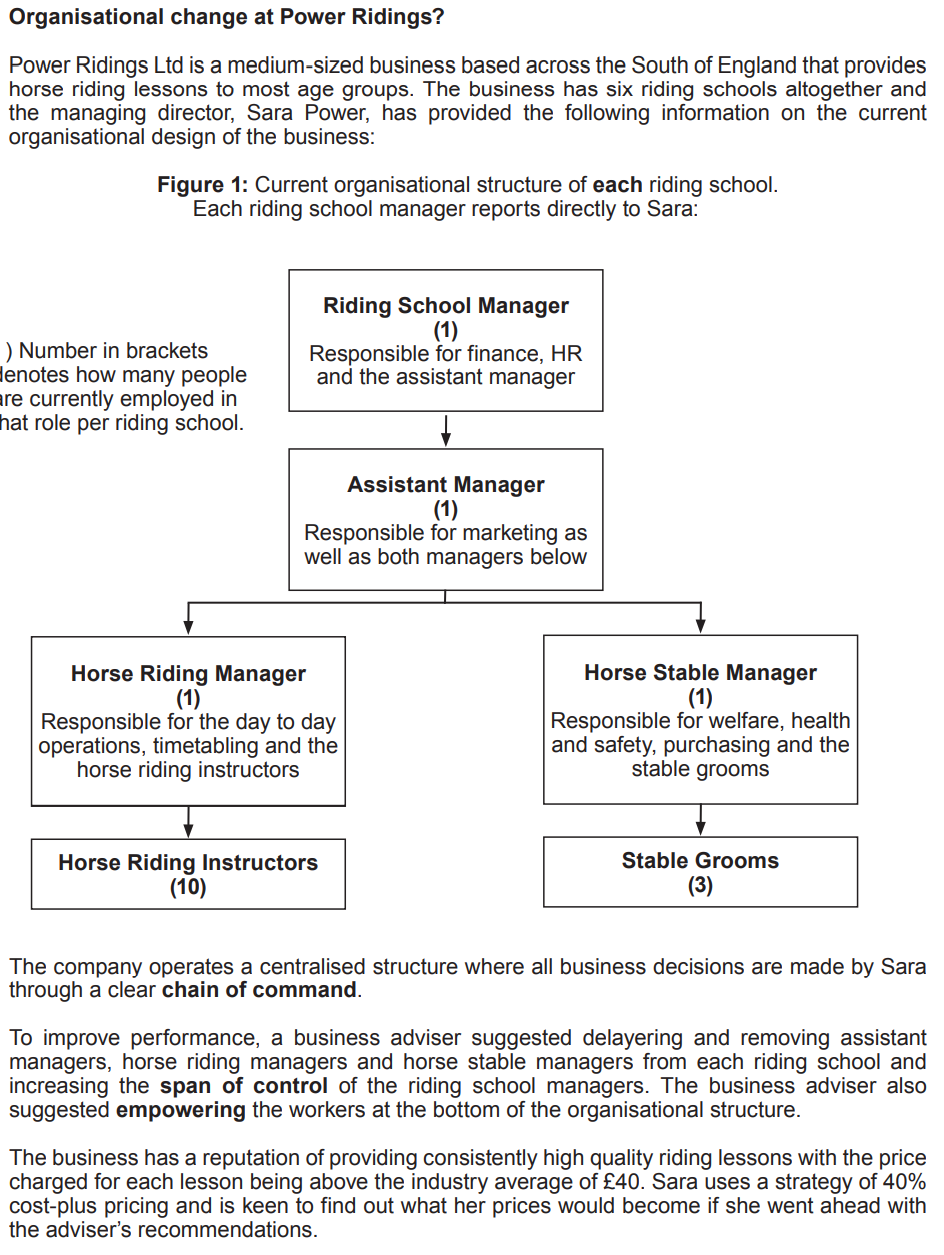 Organisational change at Power Ridings?
Power Ridings Ltd is a medium-sized business based across the South of England that provides
horse riding lessons to most age groups. The business has six riding schools altogether and
the managing director, Sara Power, has provided the following information on the current
organisational design of the business:
Figure 1: Current organisational structure of each riding school.
Each riding school manager reports directly to Sara:
) Number in brackets
denotes how many people
are currently employed in
hat role per riding school.
Riding School Manager
(1)
Responsible for finance, HR
and the assistant manager
Assistant Manager
(1)
Responsible for marketing as
well as both managers below
Horse Riding Manager
(1)
Responsible for the day to day
operations, timetabling and the
horse riding instructors
Horse Stable Manager
(1)
Responsible for welfare, health
and safety, purchasing and the
stable grooms
Horse Riding Instructors
(10)
Stable Grooms
(3)
The company operates a centralised structure where all business decisions are made by Sara
through a clear chain of command.
To improve performance, a business adviser suggested delayering and removing assistant
managers, horse riding managers and horse stable managers from each riding school and
increasing the span of control of the riding school managers. The business adviser also
suggested empowering the workers at the bottom of the organisational structure.
The business has a reputation of providing consistently high quality riding lessons with the price
charged for each lesson being above the industry average of £40. Sara uses a strategy of 40%
cost-plus pricing and is keen to find out what her prices would become if she went ahead with
the adviser's recommendations.